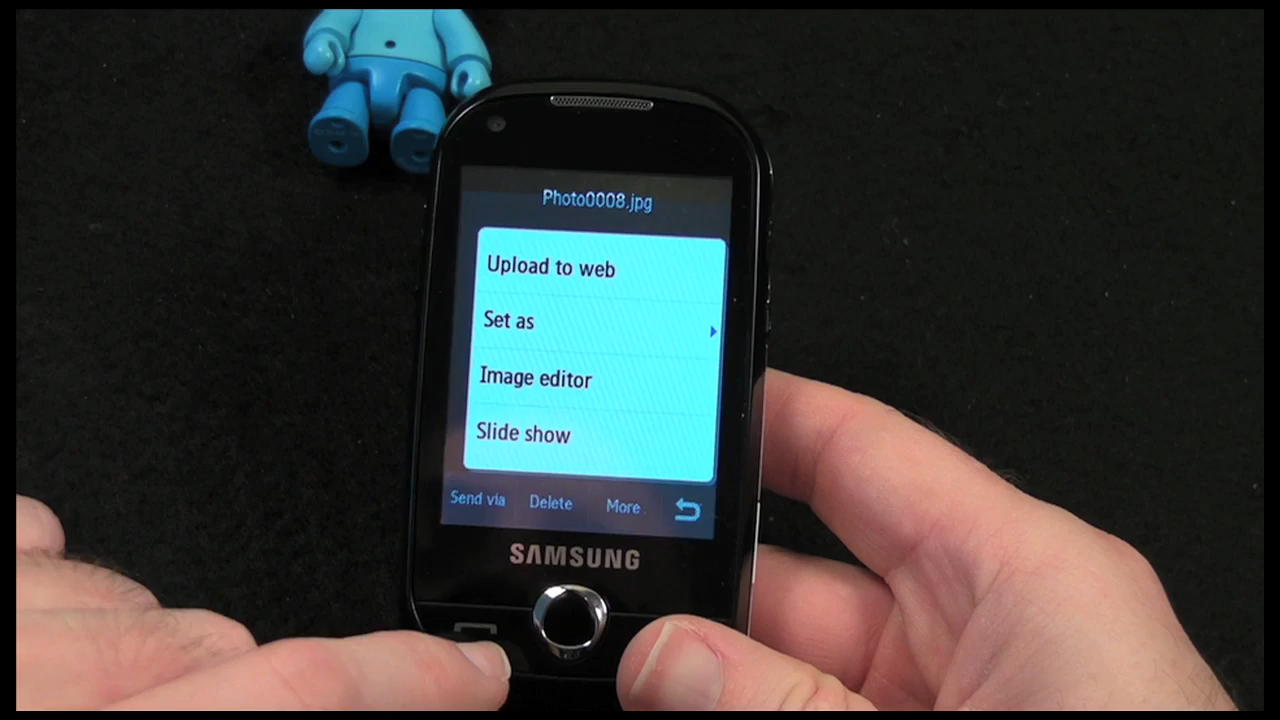 Photo0008.jpg
Upload to web
Set as
Image editor
Slide show
Send via Delete More
SAMSUNG